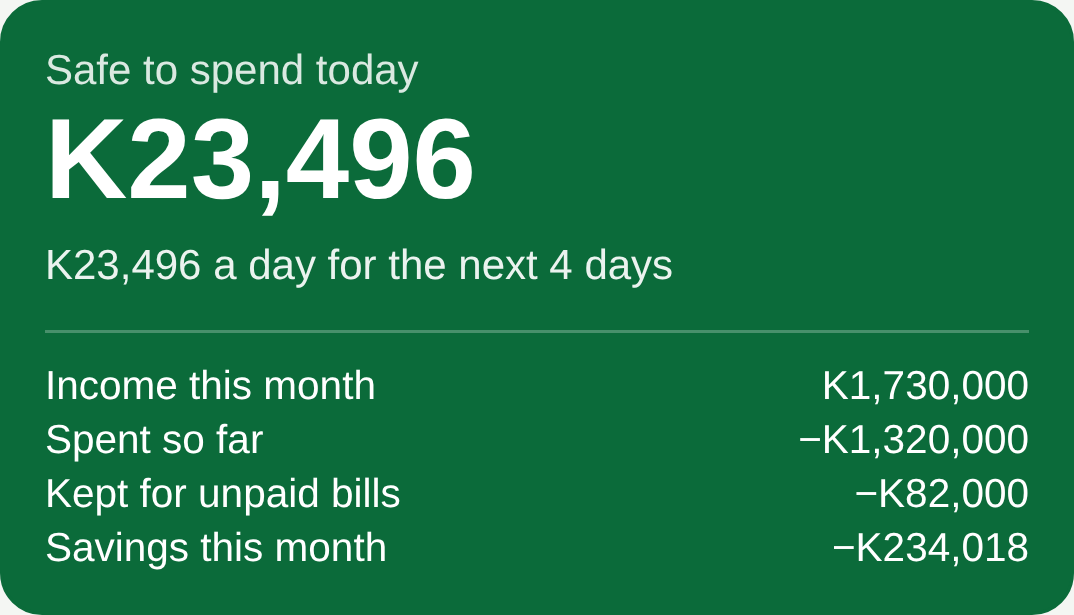 Safe to spend today
K23,496
K23,496 a day for the next 4 days
Income this month K1,730,000
Spent so far −K1,320,000
Kept for unpaid bills −K82,000
Savings this month −K234,018